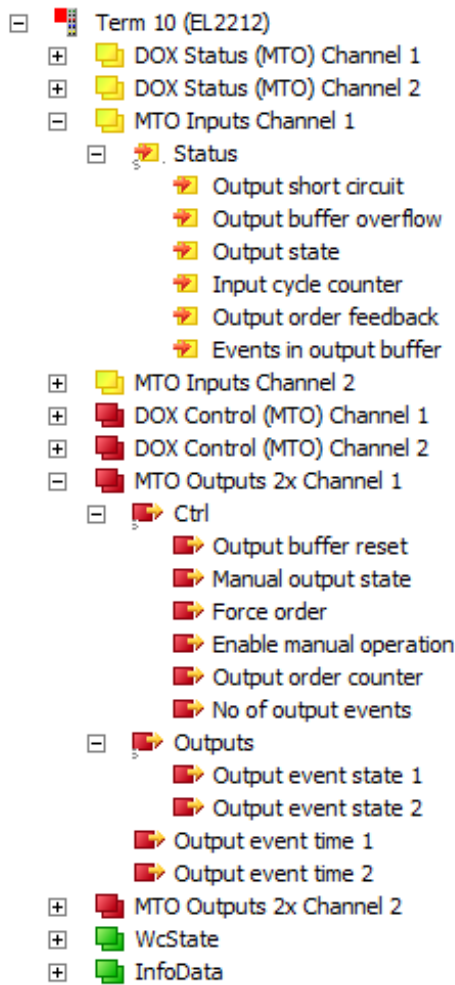 Term 10 (EL2212)
DOX Status (MTO) Channel 1
DOX Status (MTO) Channel 2
MTO Inputs Channel 1
Status
Output short circuit
Output buffer overflow
Output state
Input cycle counter
Output order feedback
Events in output buffer
MTO Inputs Channel 2
DOX Control (MTO) Channel 1
DOX Control (MTO) Channel 2
MTO Outputs 2x Channel 1
Ctrl
Output buffer reset
Manual output state
Force order
Enable manual operation
Output order counter
No of output events
Outputs
Output event state 1
Output event state 2
Output event time 1
Output event time 2
MTO Outputs 2x Channel 2
WcState
InfoData